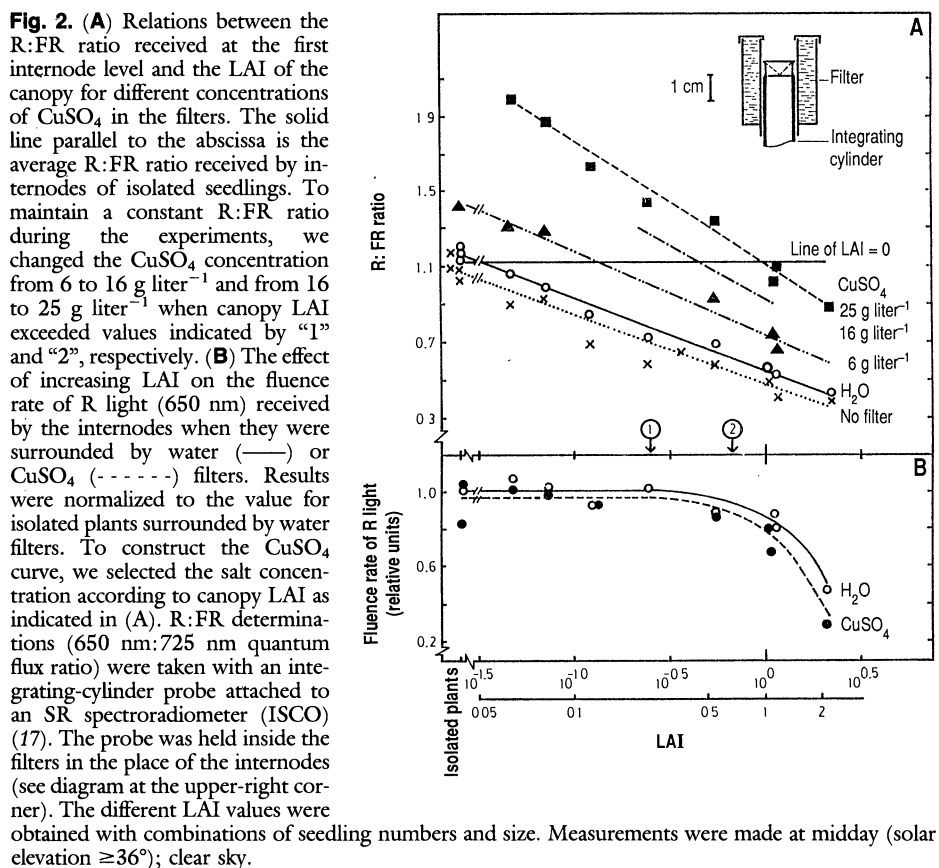 Fig. 2. (A) Relations between the
R:FR ratio received at the first
internode level and the LAI of the
canopy for different concentrations
of CuSO4 in the filters. The solid
line parallel to the abscissa is the
average R:FR ratio received by in-
ternodes of isolated seedlings. To
maintain a constant R:FR ratio
during the experiments, we
changed the CuSO4 concentration
from 6 to 16 g liter⁻¹ and from 16
to 25 g liter⁻¹ when canopy LAI
exceeded values indicated by “1”
and “2”, respectively. (B) The effect
of increasing LAI on the fluence
rate of R light (650 nm) received
by the internodes when they were
surrounded by water (——) or
CuSO4 (- - - - - -) filters. Results
were normalized to the value for
isolated plants surrounded by water
filters. To construct the CuSO4
curve, we selected the salt concen-
tration according to canopy LAI as
indicated in (A). R:FR determina-
tions (650 nm:725 nm quantum
flux ratio) were taken with an inte-
grating-cylinder probe attached to
an SR spectroradiometer (ISCO)
(17). The probe was held inside the
filters in the place of the internodes
(see diagram at the upper-right cor-
ner). The different LAI values were
obtained with combinations of seedling numbers and size. Measurements were made at midday (solar
elevation ≥36°); clear sky.
A
1 cm
Filter
Integrating
cylinder
R: FR ratio
1 9
1.5
1.1
0.7
0 3
Line of LAI = 0
CuSO4
25 g liter⁻¹
16 g liter⁻¹
6 g liter⁻¹
H2O
No filter
1
2
B
Fluence rate of R light
(relative units)
1.0
0.6
0.2
H2O
CuSO4
Isolated plants
10⁻¹·⁵
10⁻¹⁰
10⁻⁰·⁵
10⁰·⁰
10⁰·⁵
0 05
0 1
0 5
1
2
LAI